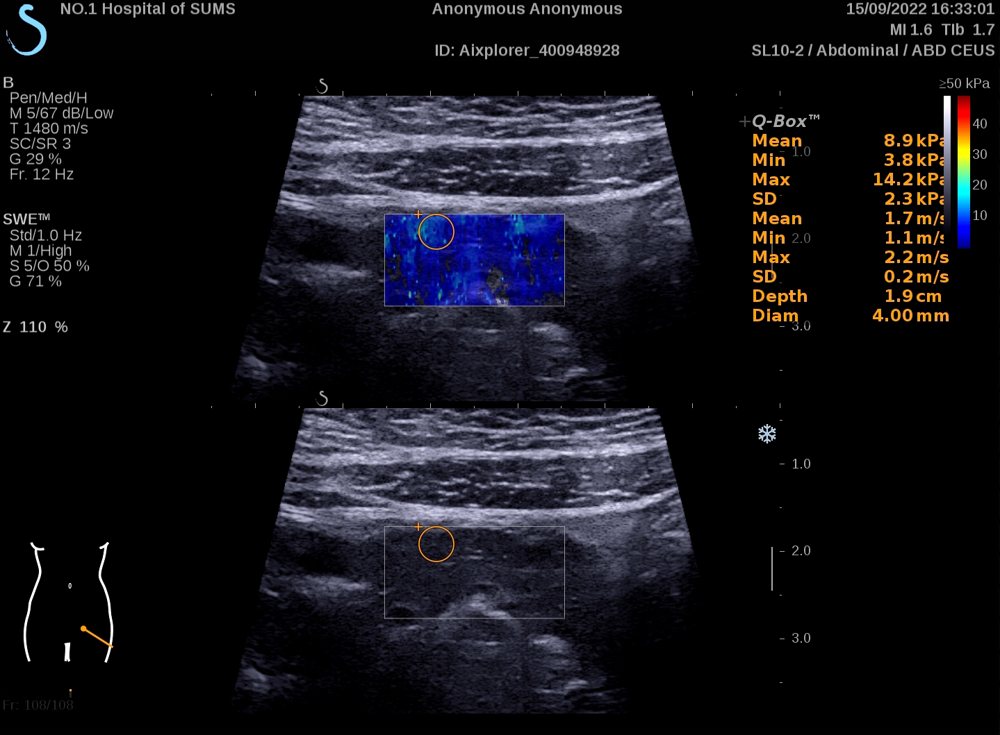 NO.1 Hospital of SUMS
Anonymous Anonymous
15/09/2022 16:33:01
MI 1.6 TIb 1.7
ID: Aixplorer_400948928
SL10-2 / Abdominal / ABD CEUS
B
Pen/Med/H
M 5/67 dB/Low
T 1480 m/s
SC/SR 3
G 29 %
Fr. 12 Hz
SWE™
Std/1.0 Hz
M 1/High
S 5/O 50 %
G 71 %
Z 110 %
≥50 kPa
40
30
20
10
+Q-Box™
Mean 8.9 kPa
Min 3.8 kPa
Max 14.2 kPa
SD 2.3 kPa
Mean 1.7 m/s
Min 1.1 m/s
Max 2.2 m/s
SD 0.2 m/s
Depth 1.9 cm
Diam 4.00 mm
1.0
2.0
3.0
1.0
2.0
3.0
Fr: 108/108